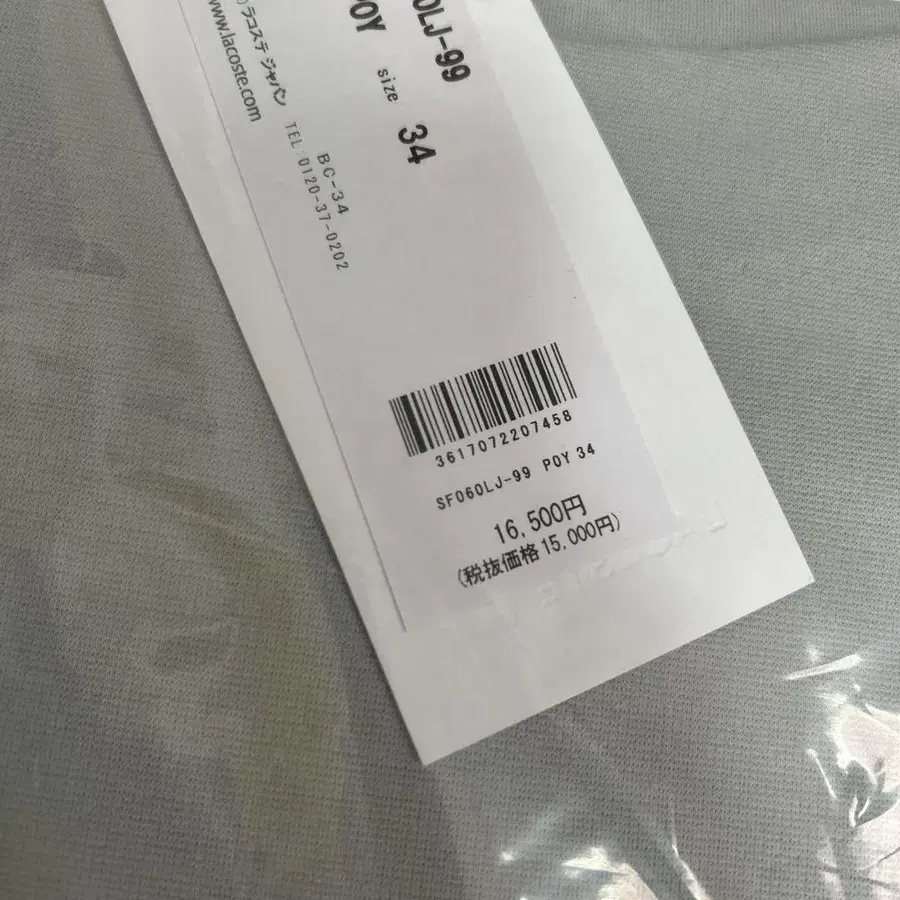 0LJ-99
POY
size 34
) ラコステ ジャパン
www.lacoste.com
BC-34
TEL:0120-37-0202
3617072207458
SF060LJ-99 P0Y 34
16,500円
(税抜価格 15,000円)